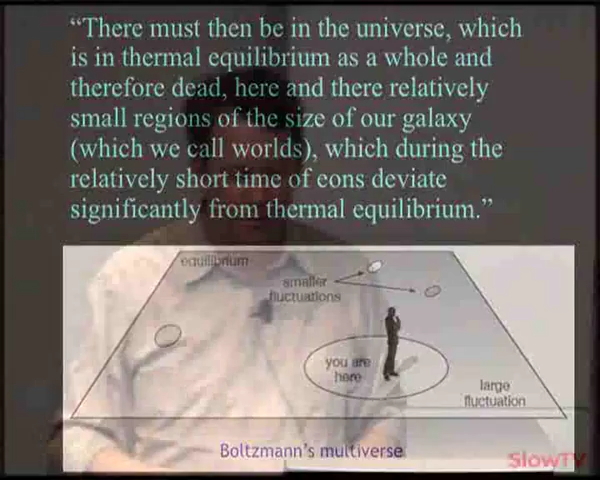 “There must then be in the universe, which
is in thermal equilibrium as a whole and
therefore dead, here and there relatively
small regions of the size of our galaxy
(which we call worlds), which during the
relatively short time of eons deviate
significantly from thermal equilibrium.”
equilibrium
smaller
fluctuations
you are
here
large
fluctuation
Boltzmann's multiverse
SlowTV